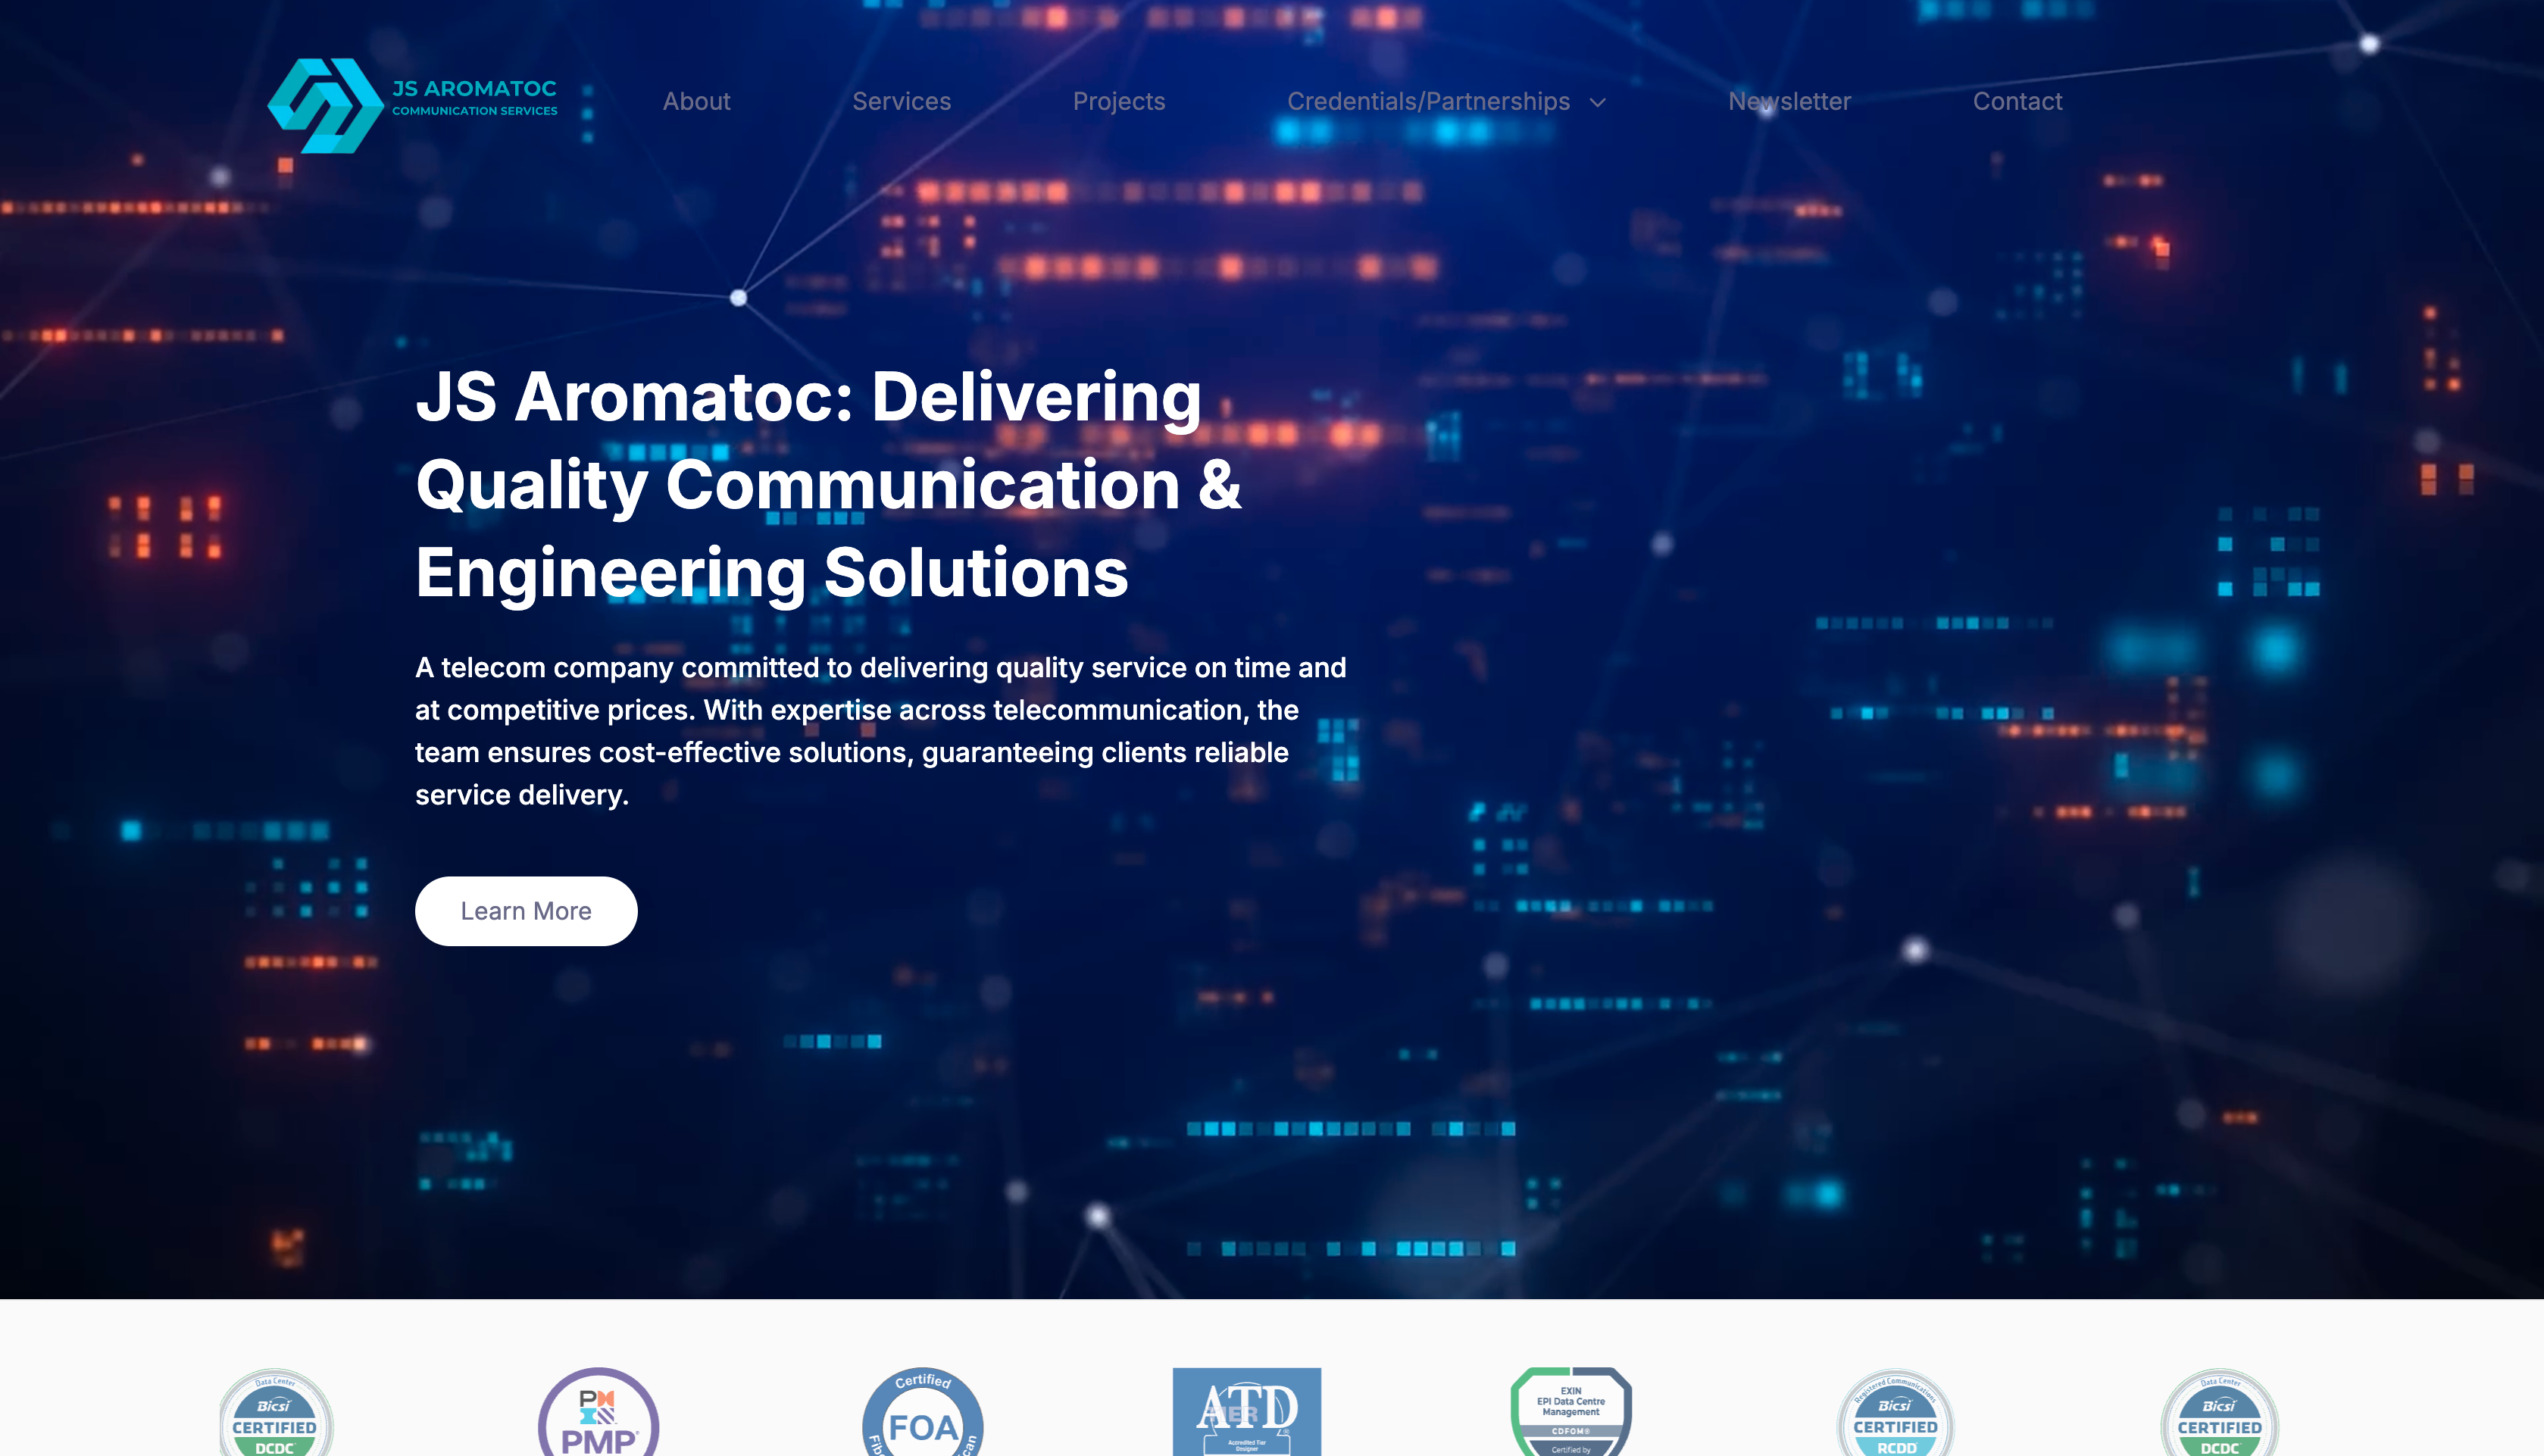 JS AROMATOC
COMMUNICATION SERVICES
About
Services
Projects
Credentials/Partnerships
Newsletter
Contact
JS Aromatoc: Delivering
Quality Communication &
Engineering Solutions
A telecom company committed to delivering quality service on time and
at competitive prices. With expertise across telecommunication, the
team ensures cost-effective solutions, guaranteeing clients reliable
service delivery.
Learn More
Data Center
Bicsi
CERTIFIED
DCDC
PMP
Certified
FOA
ATD
Accredited Tier
Designer
EXIN
EPI Data Centre
Management
CDFOM®
Certified by
Registered Communications
Bicsi
CERTIFIED
RCDD
Data Center
Bicsi
CERTIFIED
DCDC